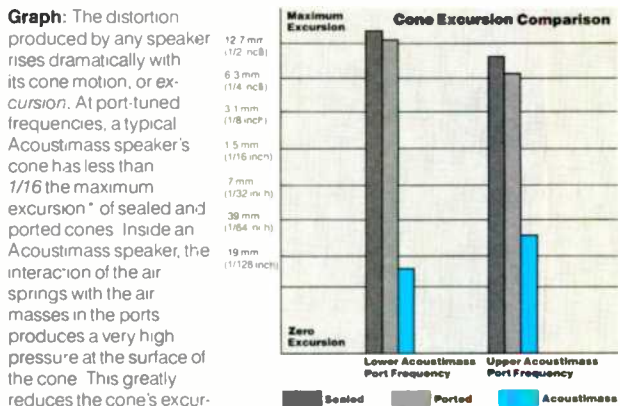 Graph: The distortion
produced by any speaker
rises dramatically with
its cone motion, or ex-
cursion. At port-tuned
frequencies, a typical
Acoustimass speaker's
cone has less than
1/16 the maximum
excursion* of sealed and
ported cones Inside an
Acoustimass speaker, the
interaction of the air
springs with the air
masses in the ports
produces a very high
pressure at the surface of
the cone This greatly
reduces the cone's excur-
Cone Excursion Comparison
Maximum
Excursion
12 7 mm
(1/2 inch)
6 3 mm
(1/4 inch)
3 1 mm
(1/8 inch)
1 5 mm
(1/16 inch)
7 mm
(1/32 inch)
39 mm
(1/64 inch)
19 mm
(1/128 inch)
Zero
Excursion
Lower Acoustimass
Port Frequency
Upper Acoustimass
Port Frequency
Sealed
Ported
Acoustimass